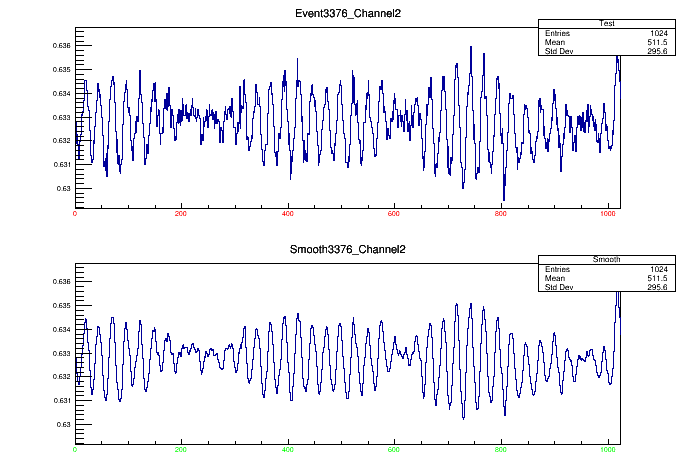 Event3376_Channel2
Test
Entries 1024
Mean 511.5
Std Dev 295.6
0.636
0.635
0.634
0.633
0.632
0.631
0.63
0 200 400 600 800 1000
Smooth3376_Channel2
Smooth
Entries 1024
Mean 511.5
Std Dev 295.6
0.636
0.635
0.634
0.633
0.632
0.631
0.63
0 200 400 600 800 1000